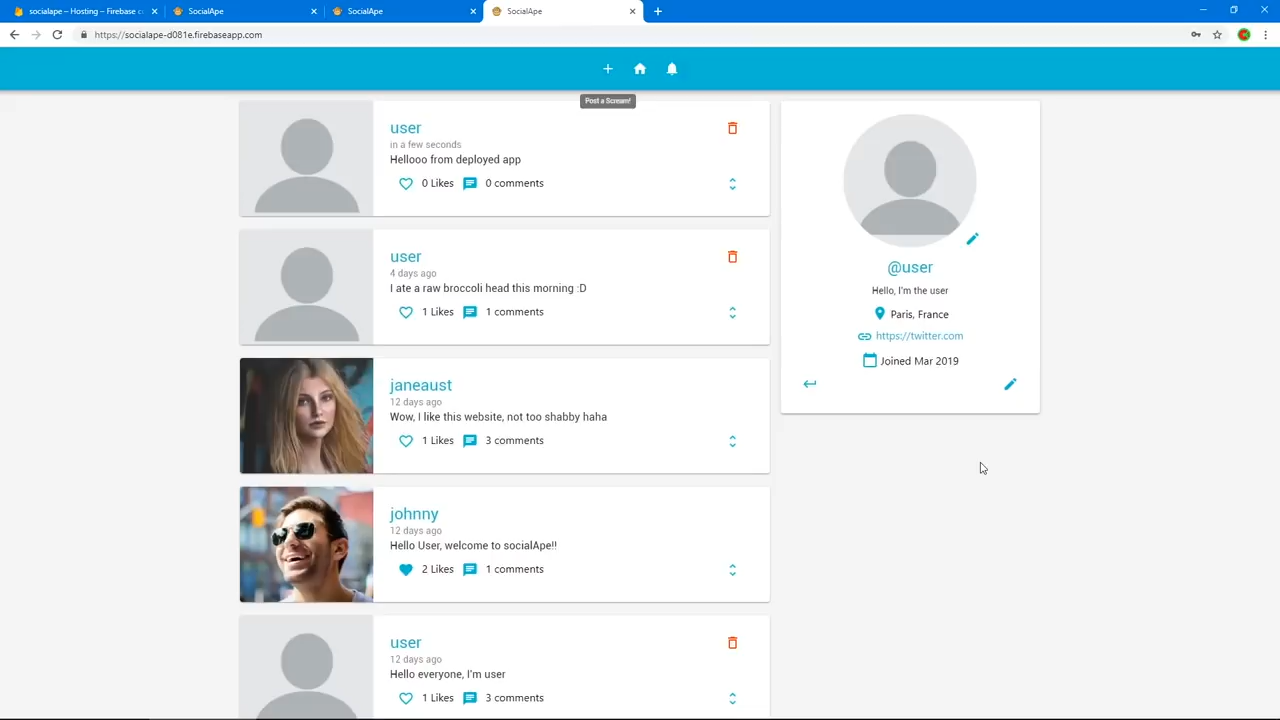 socialape – Hosting – Firebase c
SocialApe
SocialApe
SocialApe
https://socialape-d081e.firebaseapp.com
Post a Scream!
user
in a few seconds
Hellooo from deployed app
0 Likes
0 comments
user
4 days ago
I ate a raw broccoli head this morning :D
1 Likes
1 comments
janeaust
12 days ago
Wow, I like this website, not too shabby haha
1 Likes
3 comments
johnny
12 days ago
Hello User, welcome to socialApe!!
2 Likes
1 comments
user
12 days ago
Hello everyone, I'm user
1 Likes
3 comments
@user
Hello, I'm the user
Paris, France
https://twitter.com
Joined Mar 2019